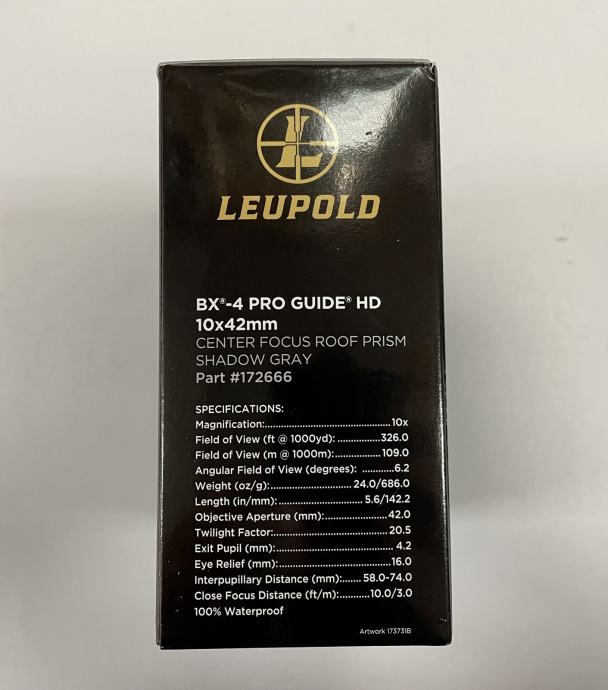 L
LEUPOLD
BX®-4 PRO GUIDE® HD
10x42mm
CENTER FOCUS ROOF PRISM
SHADOW GRAY
Part #172666
SPECIFICATIONS:
Magnification:..............................10x
Field of View (ft @ 1000yd): ............326.0
Field of View (m @ 1000m):............109.0
Angular Field of View (degrees): .........6.2
Weight (oz/g):...................... 24.0/686.0
Length (in/mm):....................... 5.6/142.2
Objective Aperture (mm):................42.0
Twilight Factor:..............................20.5
Exit Pupil (mm):.............................. 4.2
Eye Relief (mm):............................16.0
Interpupillary Distance (mm):..... 58.0-74.0
Close Focus Distance (ft/m):.........10.0/3.0
100% Waterproof
Artwork 173731B